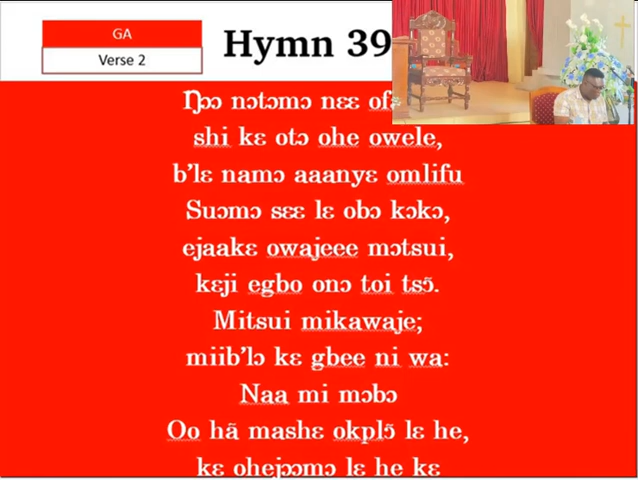 GA
Verse 2
Hymn 39
Ŋɔɔ nɔtɔmɔ nɛɛ
shi kɛ otɔ ohe owele,
b'lɛ namɔ aaanyɛ omlifu
Suɔmɔ sɛɛ lɛ obɔ kɔkɔ,
ejaakɛ owajeee mɔtsui,
kɛji egbo onɔ toi tsɔ̃.
Mitsui mikawaje;
miib'lɔ kɛ gbee ni wa:
Naa mi mɔbɔ
Oo hã mashɛ okplɔ̃ lɛ he,
kɛ ohejɔɔmɔ lɛ he kɛ